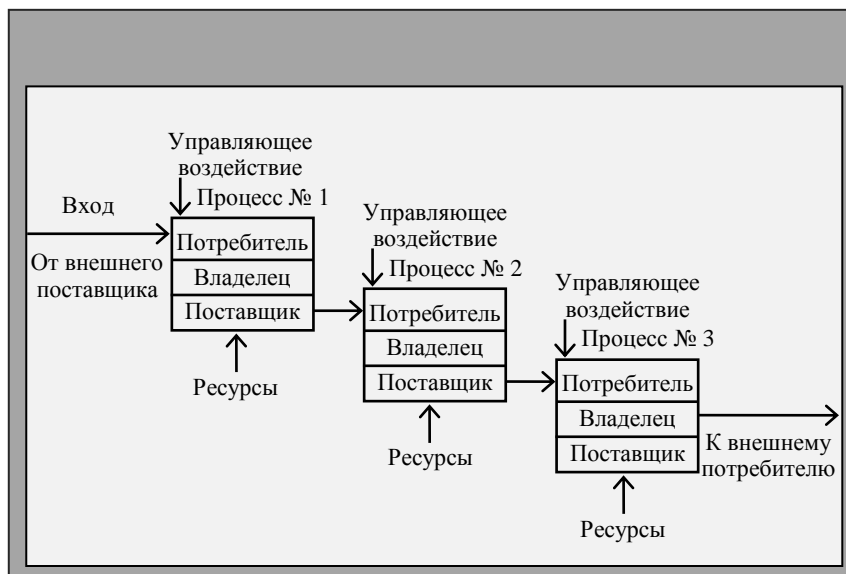 Управляющее
воздействие
Процесс № 1
Вход
От внешнего
поставщика
Потребитель
Владелец
Поставщик
Ресурсы
Управляющее
воздействие
Процесс № 2
Потребитель
Владелец
Поставщик
Ресурсы
Управляющее
воздействие
Процесс № 3
Потребитель
Владелец
Поставщик
Ресурсы
К внешнему
потребителю